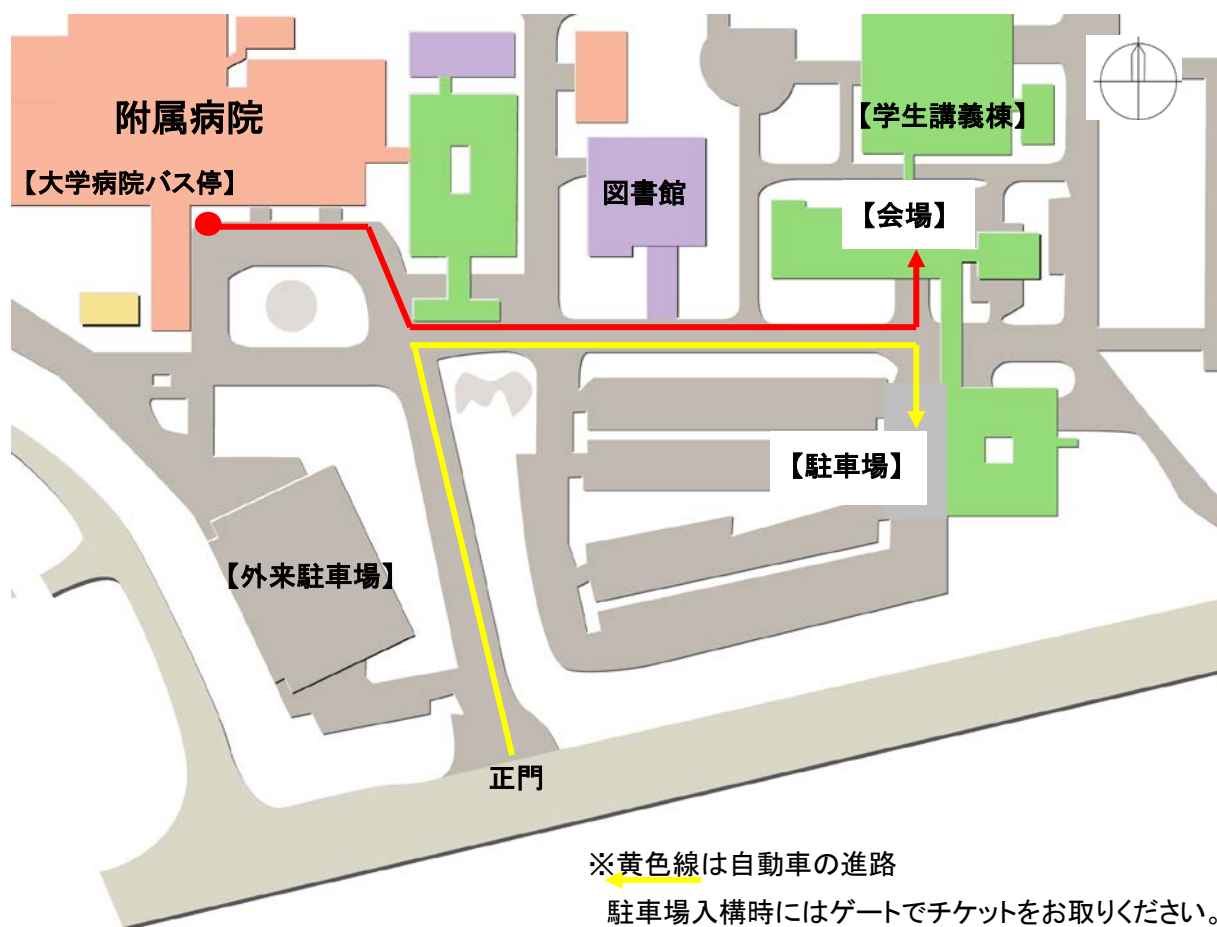 附属病院
【学生講義棟】
【大学病院バス停】
図書館
【会場】
【駐車場】
【外来駐車場】
正門
※黄色線は自動車の進路
駐車場入構時にはゲートでチケットをお取りください。